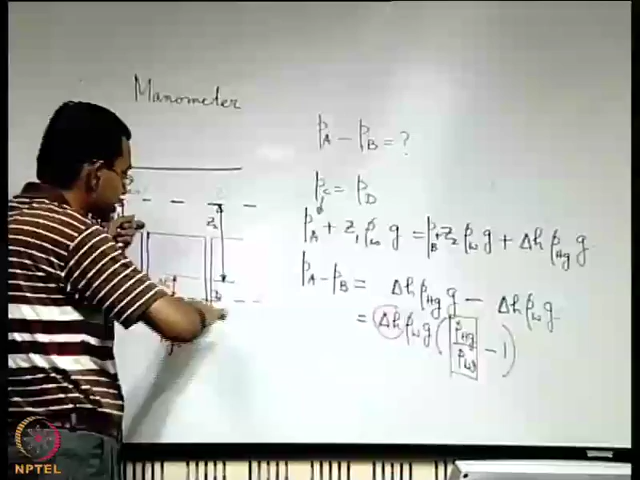 Manometer
p_A - p_B = ?
p_C = p_D
p_A + z_1 ρ_w g = p_B + z_2 ρ_w g + Δh ρ_Hg g
p_A - p_B = Δh ρ_Hg g - Δh ρ_w g
= Δh ρ_w g (ρ_Hg/ρ_w - 1)
z_2
NPTEL